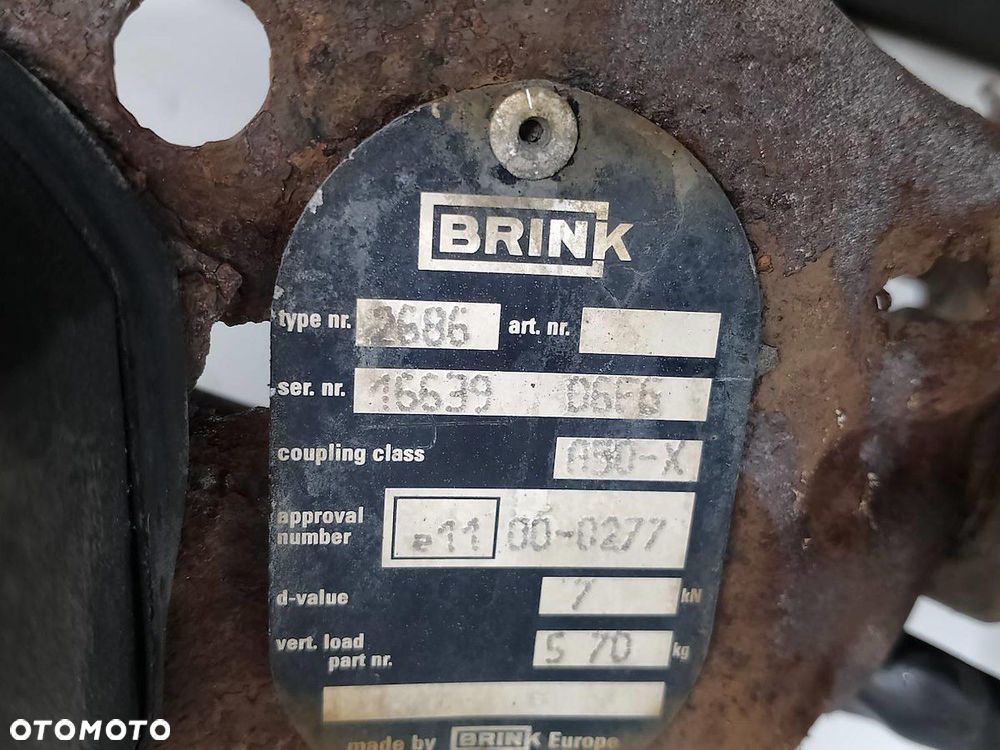 BRINK
type nr. 2686 art. nr.
ser. nr. 16639
coupling class A50-X
approval number e11 00-0277
d-value 7 kN
vert. load S 70 kg
part nr.
made by BRINK Europe
OTOMOTO